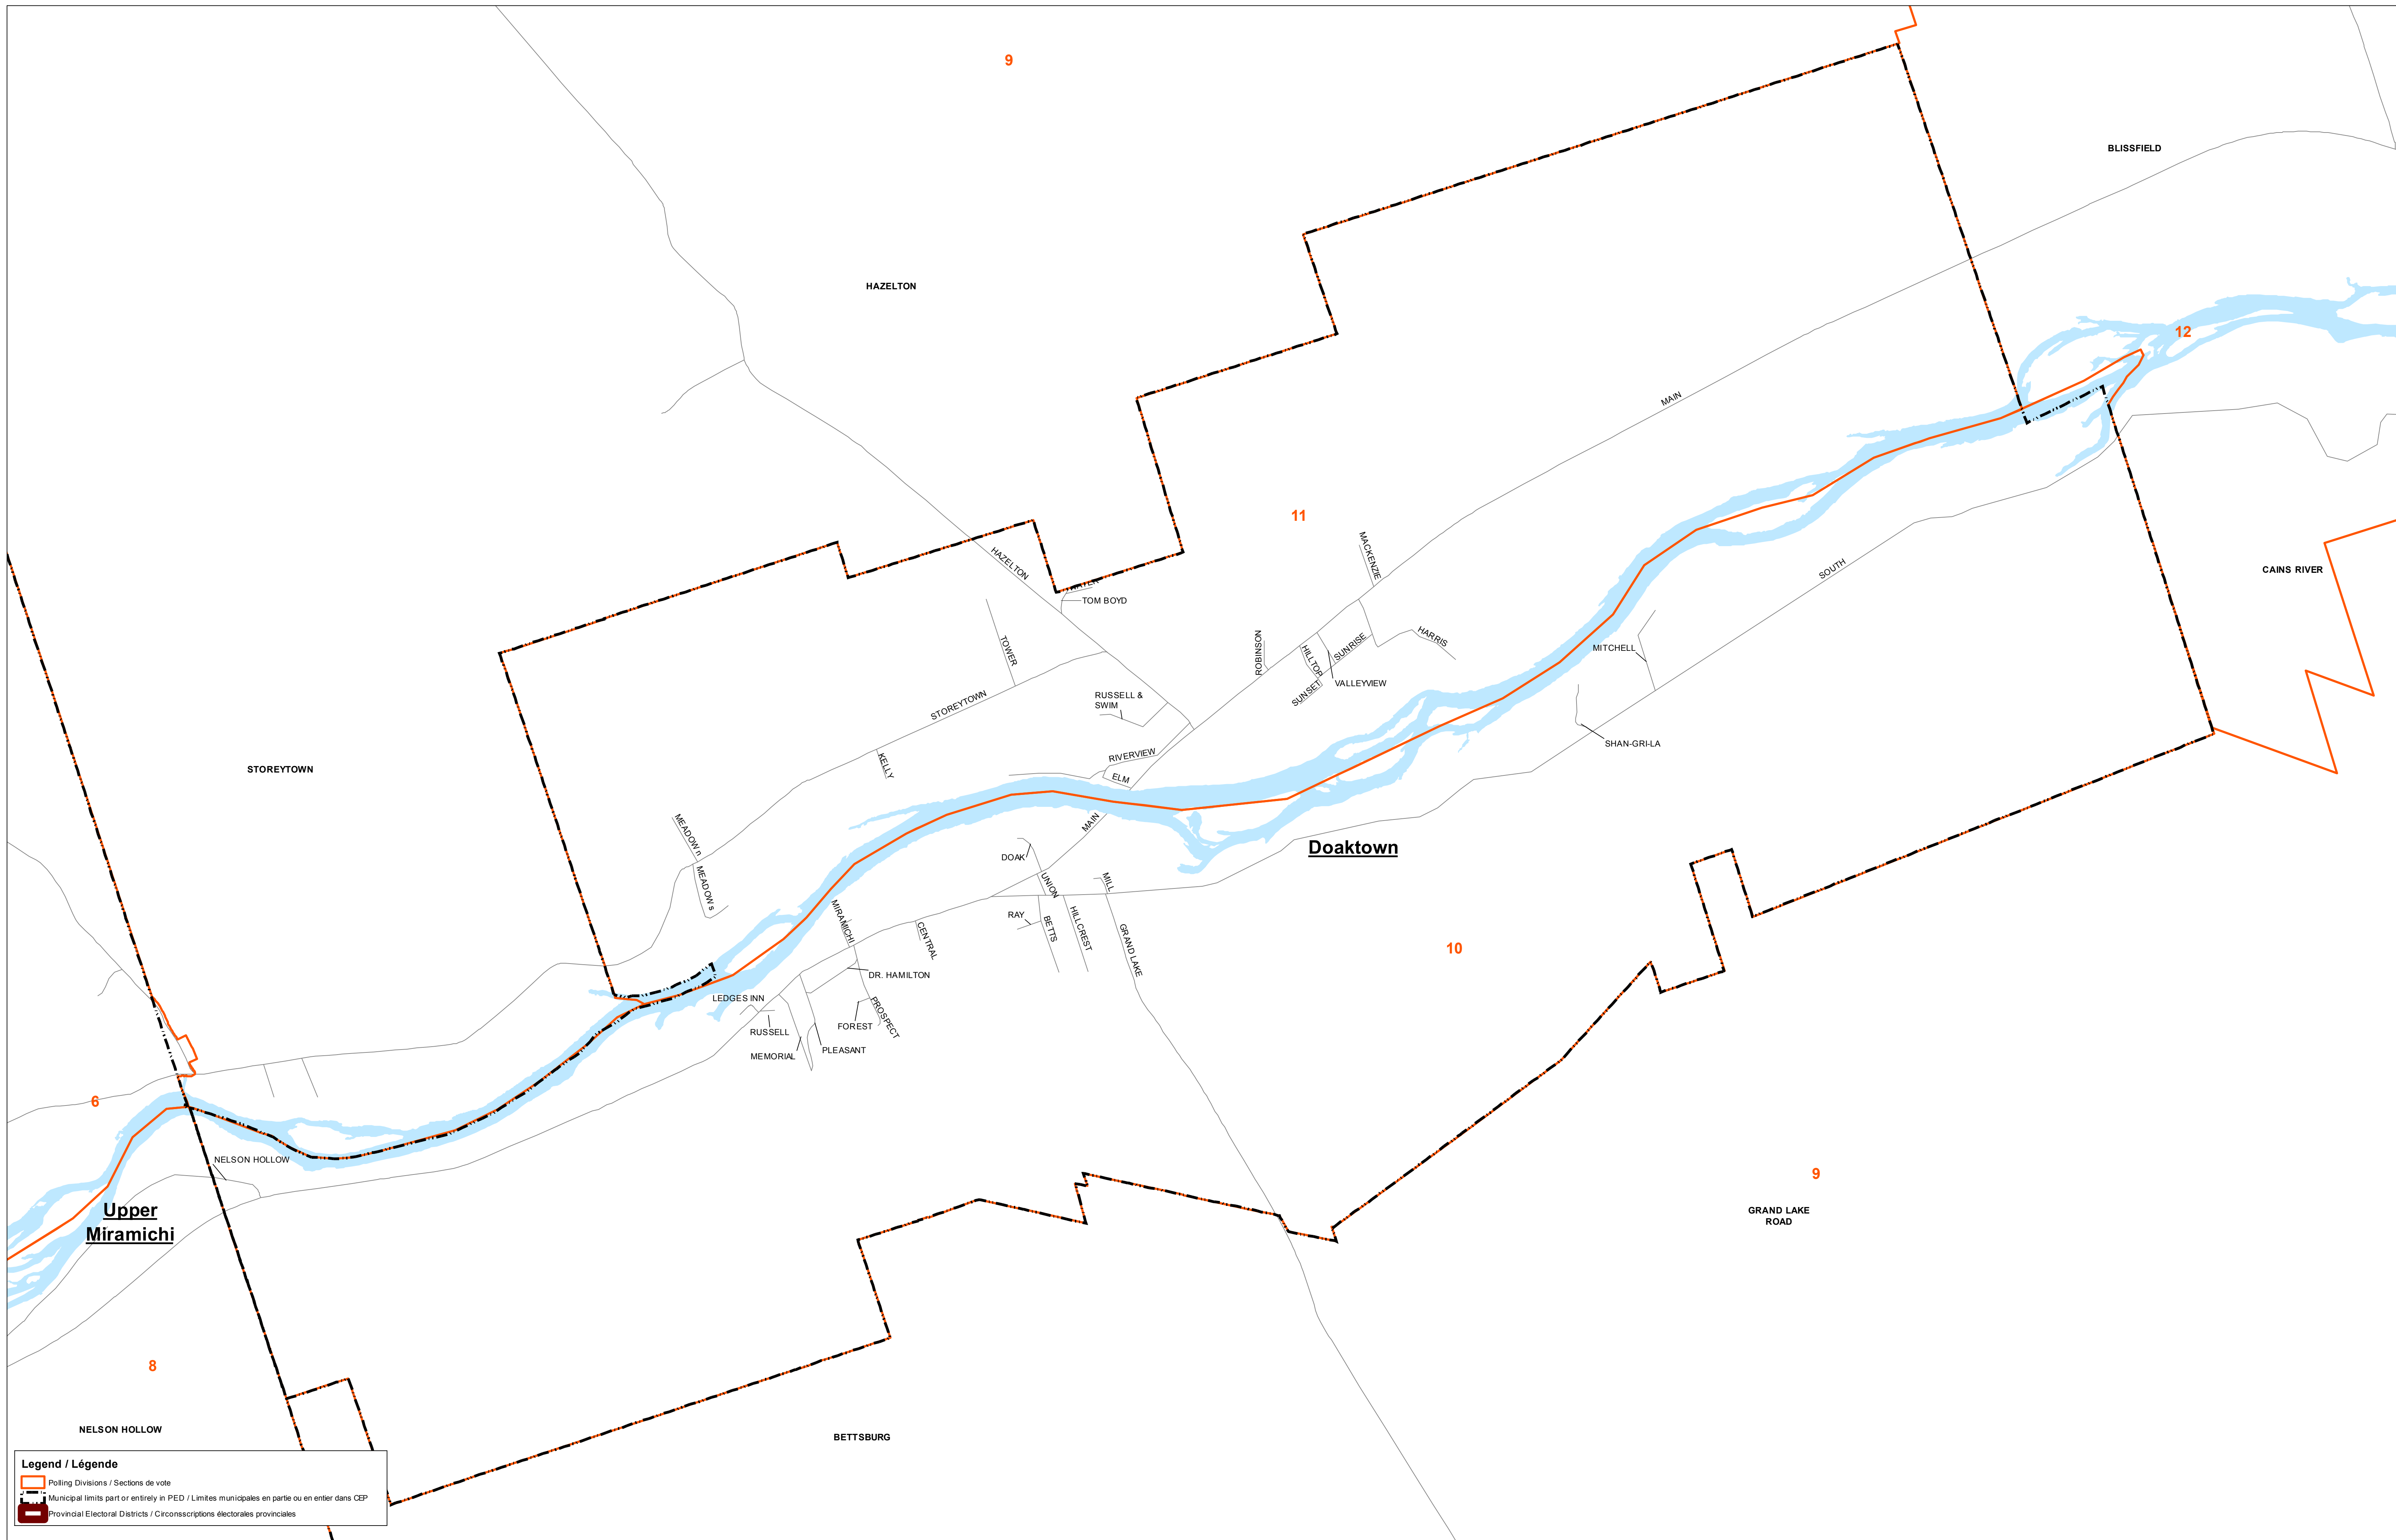 9
BLISSFIELD
HAZELTON
12
MAIN
11
HAZELTON
MACKENZIE
CAINS RIVER
SOUTH
TOM BOYD
TOWER
ROBINSON
HILLTOP
SUNRISE
HARRIS
MITCHELL
SUNSET
VALLEYVIEW
STOREYTOWN
RUSSELL &
SWIM
SHAN-GRI-LA
RIVERVIEW
KELLY
ELM
STOREYTOWN
MEADOW n
MAIN
Doaktown
DOAK
MEADOW s
UNION
MILL
MIRAMICHI
RAY
BETTS
HILLCREST
CENTRAL
GRAND LAKE
10
DR. HAMILTON
LEDGES INN
PROSPECT
FOREST
RUSSELL
PLEASANT
MEMORIAL
6
NELSON HOLLOW
9
Upper
Miramichi
GRAND LAKE
ROAD
8
NELSON HOLLOW
BETTSBURG
Legend / Légende
Polling Divisions / Sections de vote
Municipal limits part or entirely in PED / Limites municipales en partie ou en entier dans CEP
Provincial Electoral Districts / Circonsscriptions électorales provinciales